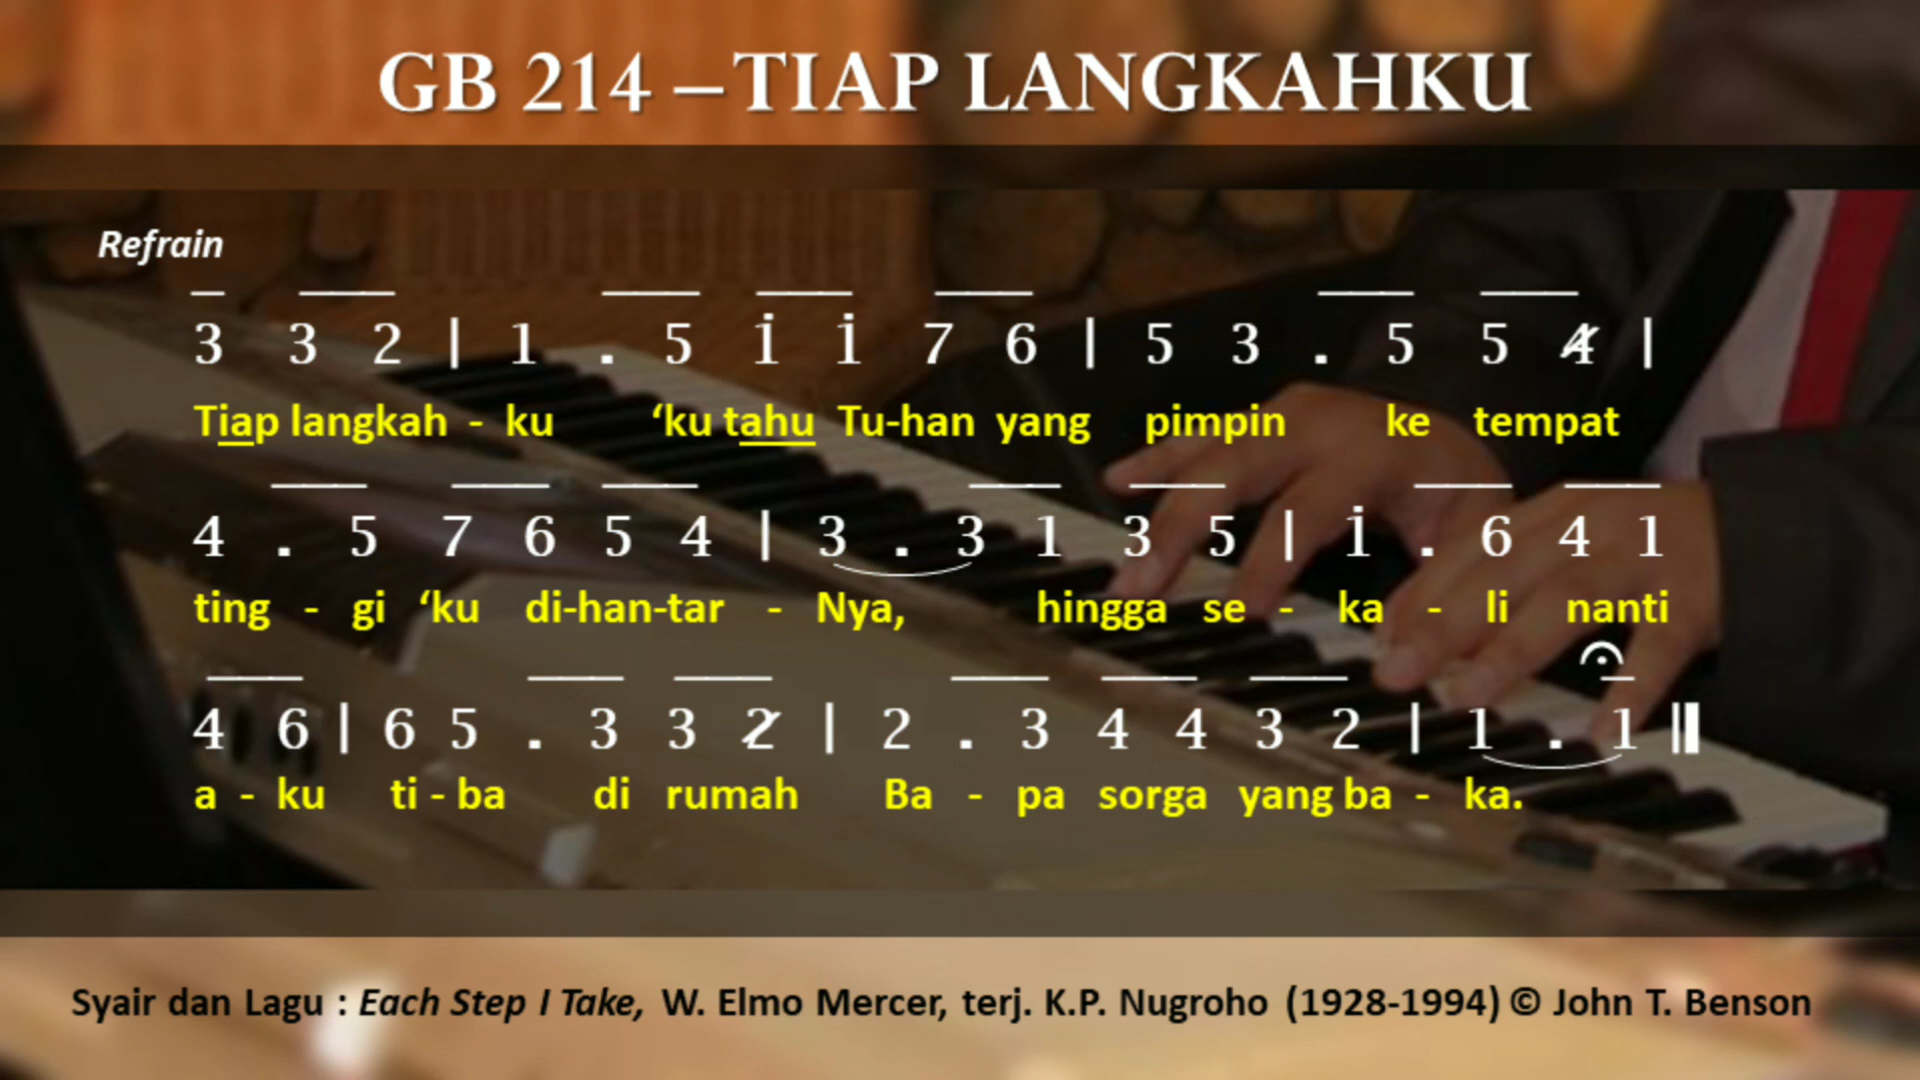 GB 214 – TIAP LANGKAHKU
Refrain
3 3 2 | 1 . 5 i̇ i̇ 7 6 | 5 3 . 5 5 4̸ |
Tiap langkah - ku ‘ku tahu Tu-han yang pimpin ke tempat
4 . 5 7 6 5 4 | 3 . 3 1 3 5 | i̇ . 6 4 1
ting - gi ‘ku di-han-tar - Nya, hingga se - ka - li nanti
4 6 | 6 5 . 3 3 2̸ | 2 . 3 4 4 3 2 | 1 . 1 ||
a - ku ti - ba di rumah Ba - pa sorga yang ba - ka.
Syair dan Lagu : Each Step I Take, W. Elmo Mercer, terj. K.P. Nugroho (1928-1994) © John T. Benson